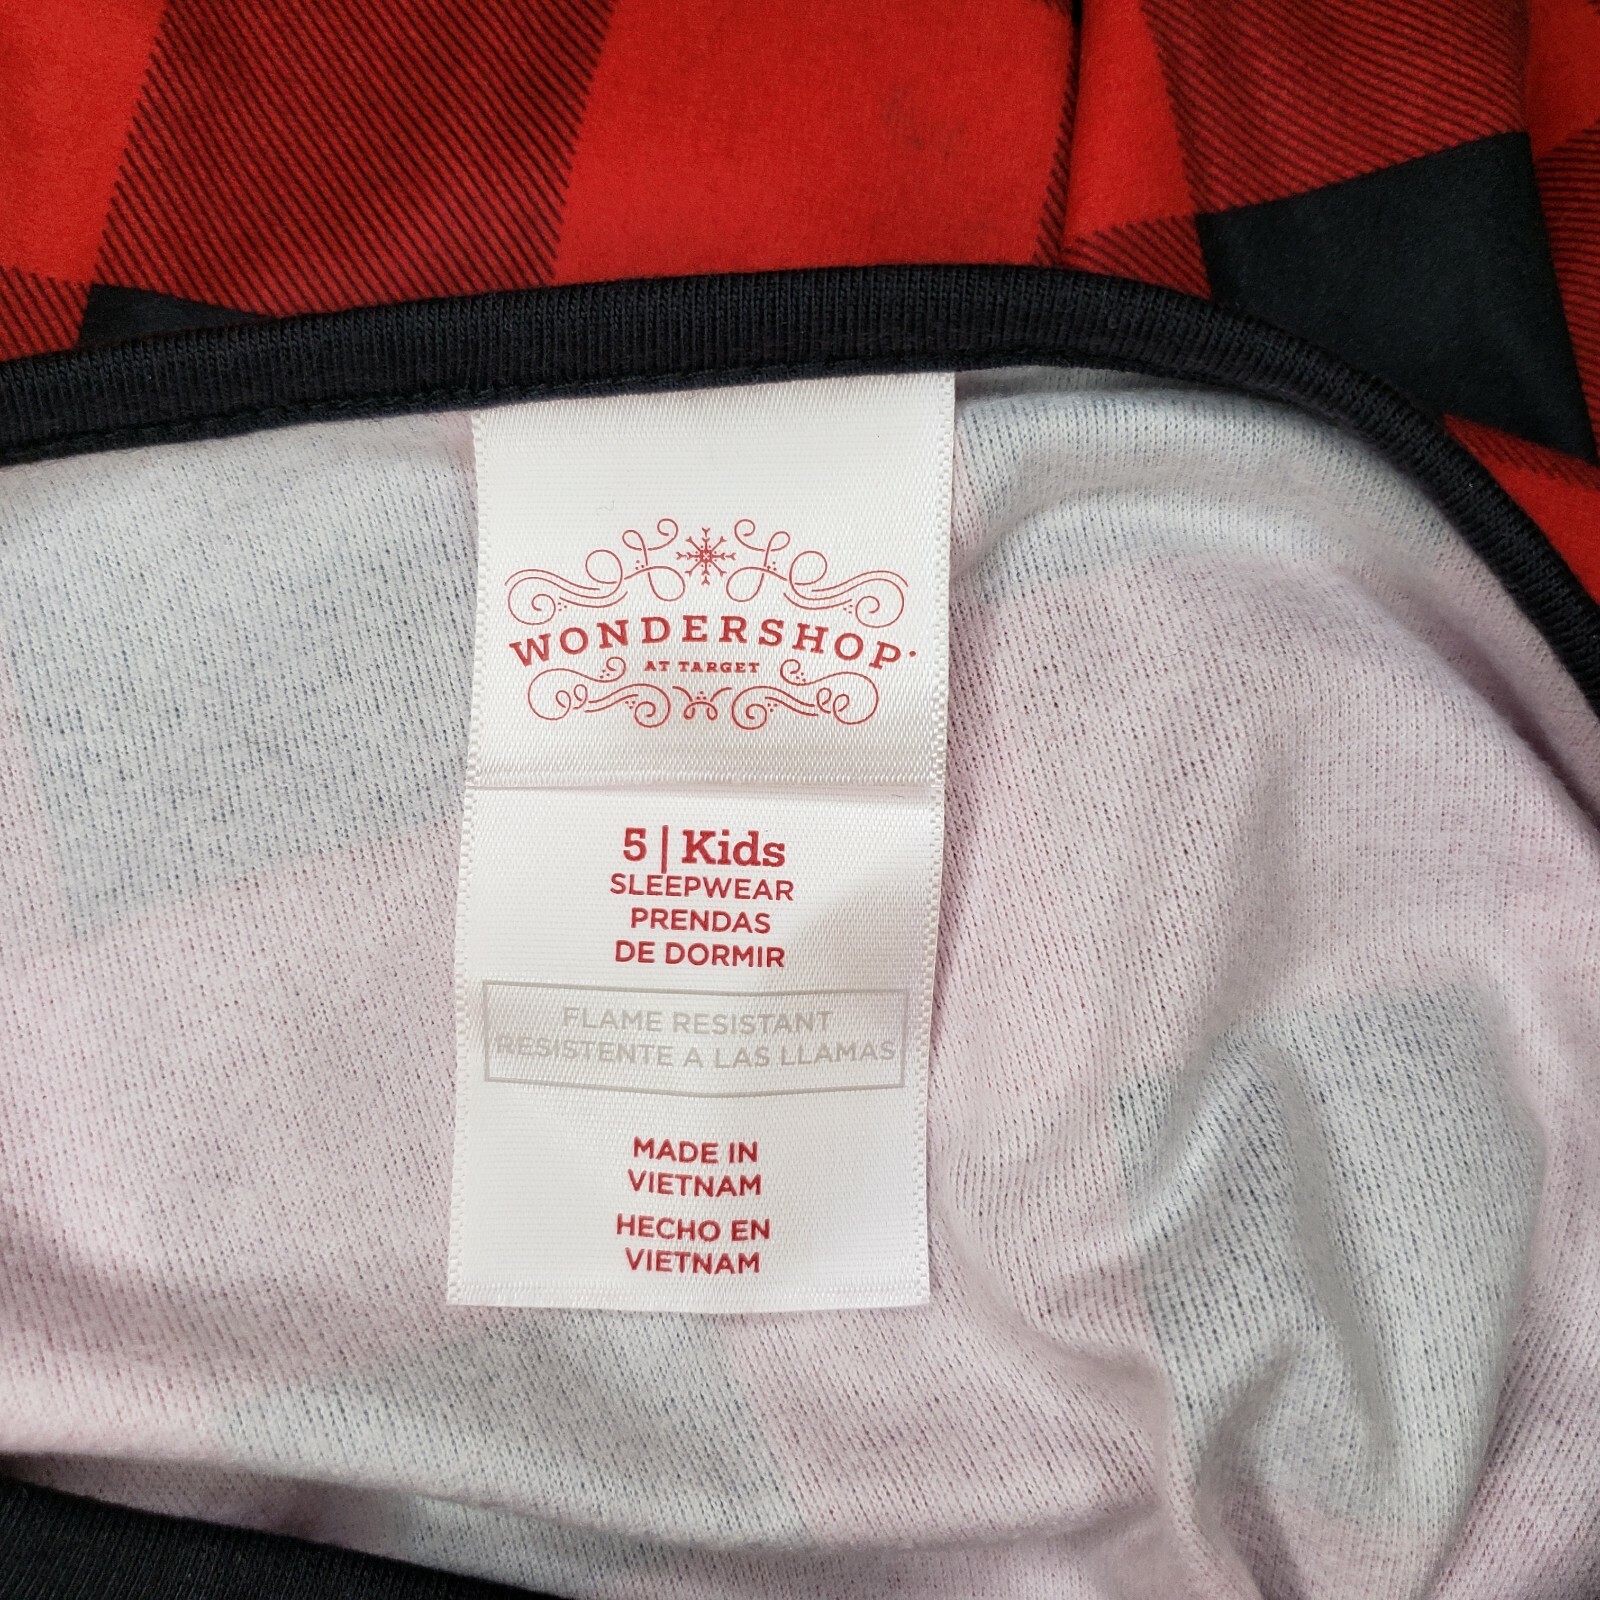 WONDERSHOP
AT TARGET
5 | Kids
SLEEPWEAR
PRENDAS
DE DORMIR
FLAME RESISTANT
RESISTENTE A LAS LLAMAS
MADE IN
VIETNAM
HECHO EN
VIETNAM